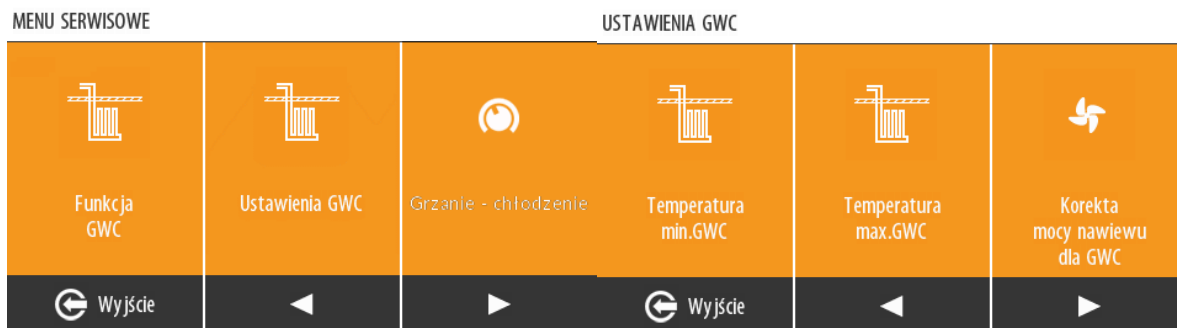 MENU SERWISOWE
Funkcja
GWC
Ustawienia GWC
Grzanie - chłodzenie
Wyjście
USTAWIENIA GWC
Temperatura
min.GWC
Temperatura
max.GWC
Korekta
mocy nawiewu
dla GWC
Wyjście